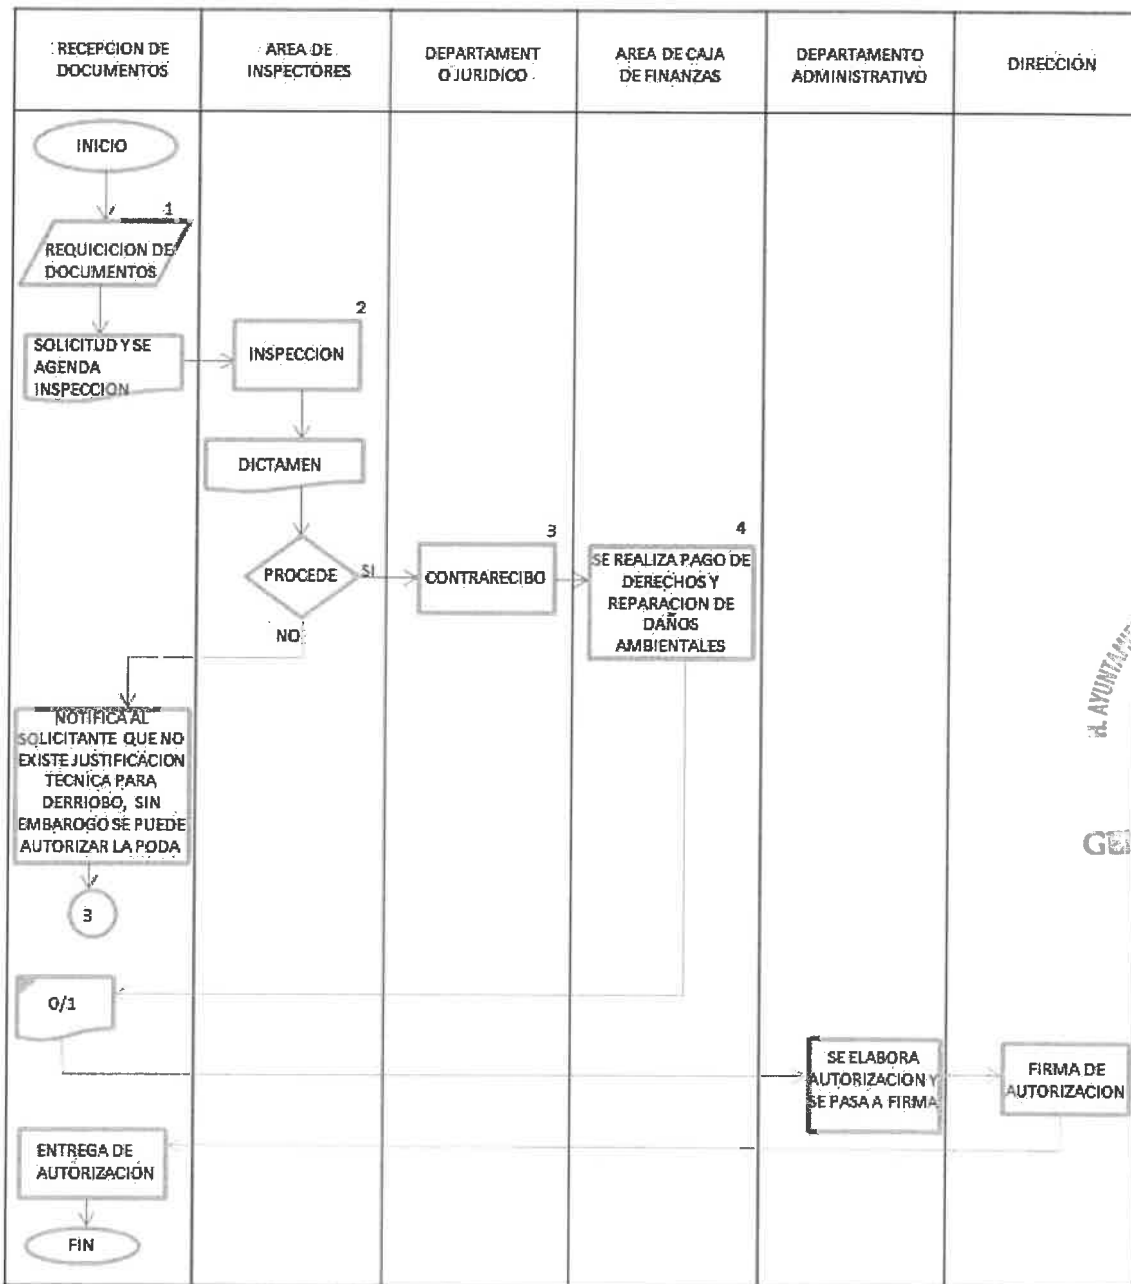 RECEPCION DE
DOCUMENTOS
AREA DE
INSPECTORES
DEPARTAMENT
O JURIDICO
AREA DE CAJA
DE FINANZAS
DEPARTAMENTO
ADMINISTRATIVO
DIRECCIÓN
INICIO
1
REQUICICION DE
DOCUMENTOS
SOLICITUD Y SE
AGENDA
INSPECCION
2
INSPECCION
DICTAMEN
PROCEDE
SI
NO
3
CONTRARECIBO
4
SE REALIZA PAGO DE
DERECHOS Y
REPARACION DE
DAÑOS
AMBIENTALES
NOTIFICA AL
SOLICITANTE QUE NO
EXISTE JUSTIFICACION
TECNICA PARA
DERRIOBO, SIN
EMBAROGO SE PUEDE
AUTORIZAR LA PODA
3
O/1
SE ELABORA
AUTORIZACION Y
SE PASA A FIRMA
FIRMA DE
AUTORIZACION
ENTREGA DE
AUTORIZACIÓN
FIN
H. AYUNTAMI
GE